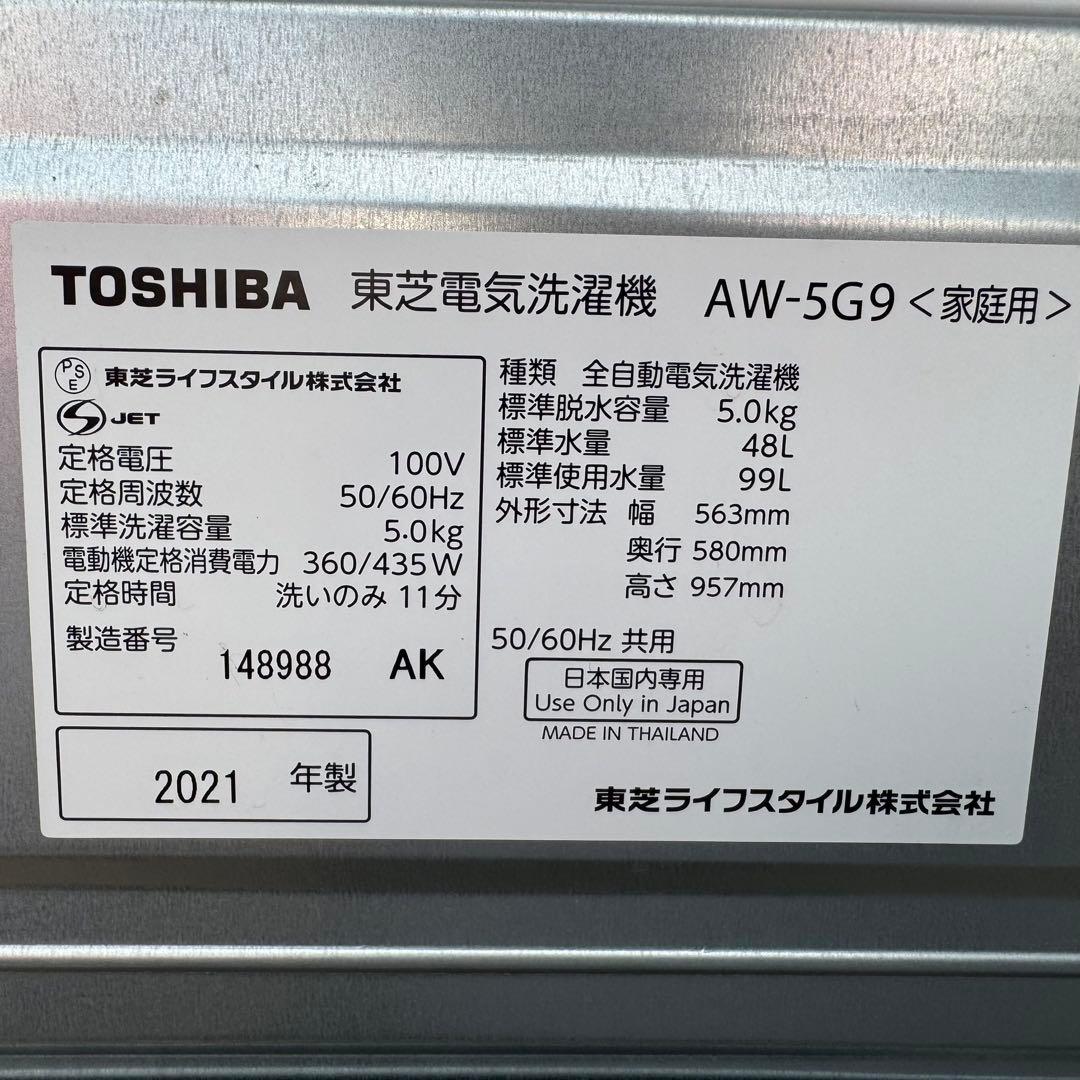 TOSHIBA 東芝電気洗濯機 AW-5G9<家庭用>
PSE 東芝ライフスタイル株式会社
S JET
定格電圧 100V
定格周波数 50/60Hz
標準洗濯容量 5.0kg
電動機定格消費電力 360/435W
定格時間 洗いのみ 11分
製造番号 148988 AK
2021 年製
種類 全自動電気洗濯機
標準脱水容量 5.0kg
標準水量 48L
標準使用水量 99L
外形寸法 幅 563mm
奥行 580mm
高さ 957mm
50/60Hz 共用
日本国内専用
Use Only in Japan
MADE IN THAILAND
東芝ライフスタイル株式会社